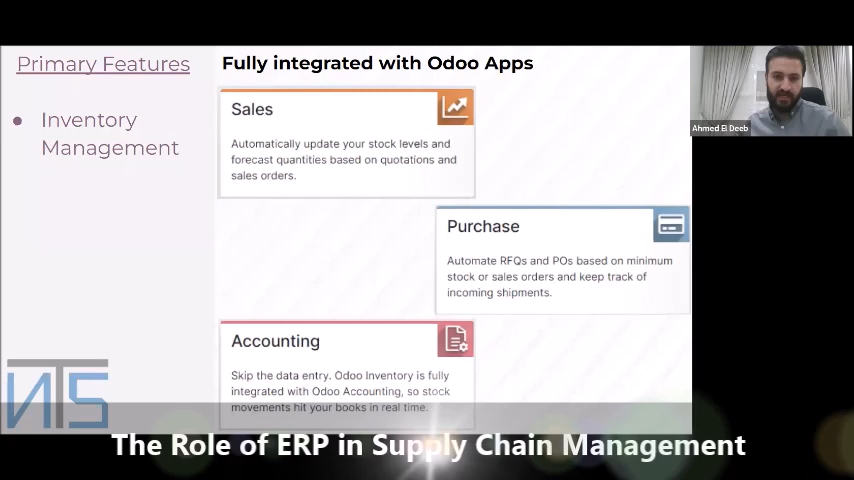 Primary Features
Fully integrated with Odoo Apps
● Inventory
Management
Sales
Automatically update your stock levels and
forecast quantities based on quotations and
sales orders.
Purchase
Automate RFQs and POs based on minimum
stock or sales orders and keep track of
incoming shipments.
Accounting
Skip the data entry. Odoo Inventory is fully
integrated with Odoo Accounting, so stock
movements hit your books in real time.
Ahmed El Deeb
NTS
The Role of ERP in Supply Chain Management